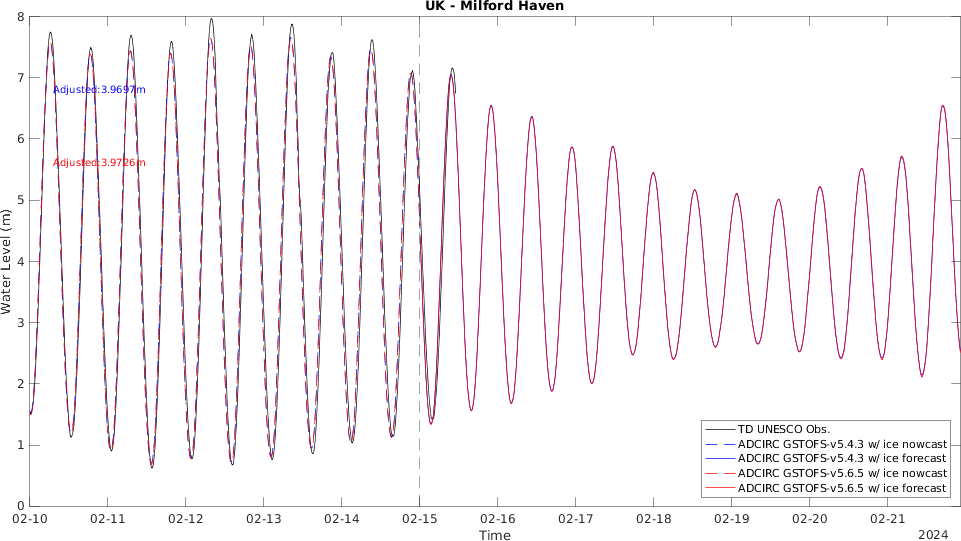 UK - Milford Haven
8
7
6
5
4
3
2
1
0
Water Level (m)
Adjusted:3.9697m
Adjusted:3.9726m
TD UNESCO Obs.
ADCIRC GSTOFS-v5.4.3 w/ ice nowcast
ADCIRC GSTOFS-v5.4.3 w/ ice forecast
ADCIRC GSTOFS-v5.6.5 w/ ice nowcast
ADCIRC GSTOFS-v5.6.5 w/ ice forecast
02-10 02-11 02-12 02-13 02-14 02-15 02-16 02-17 02-18 02-19 02-20 02-21
Time
2024